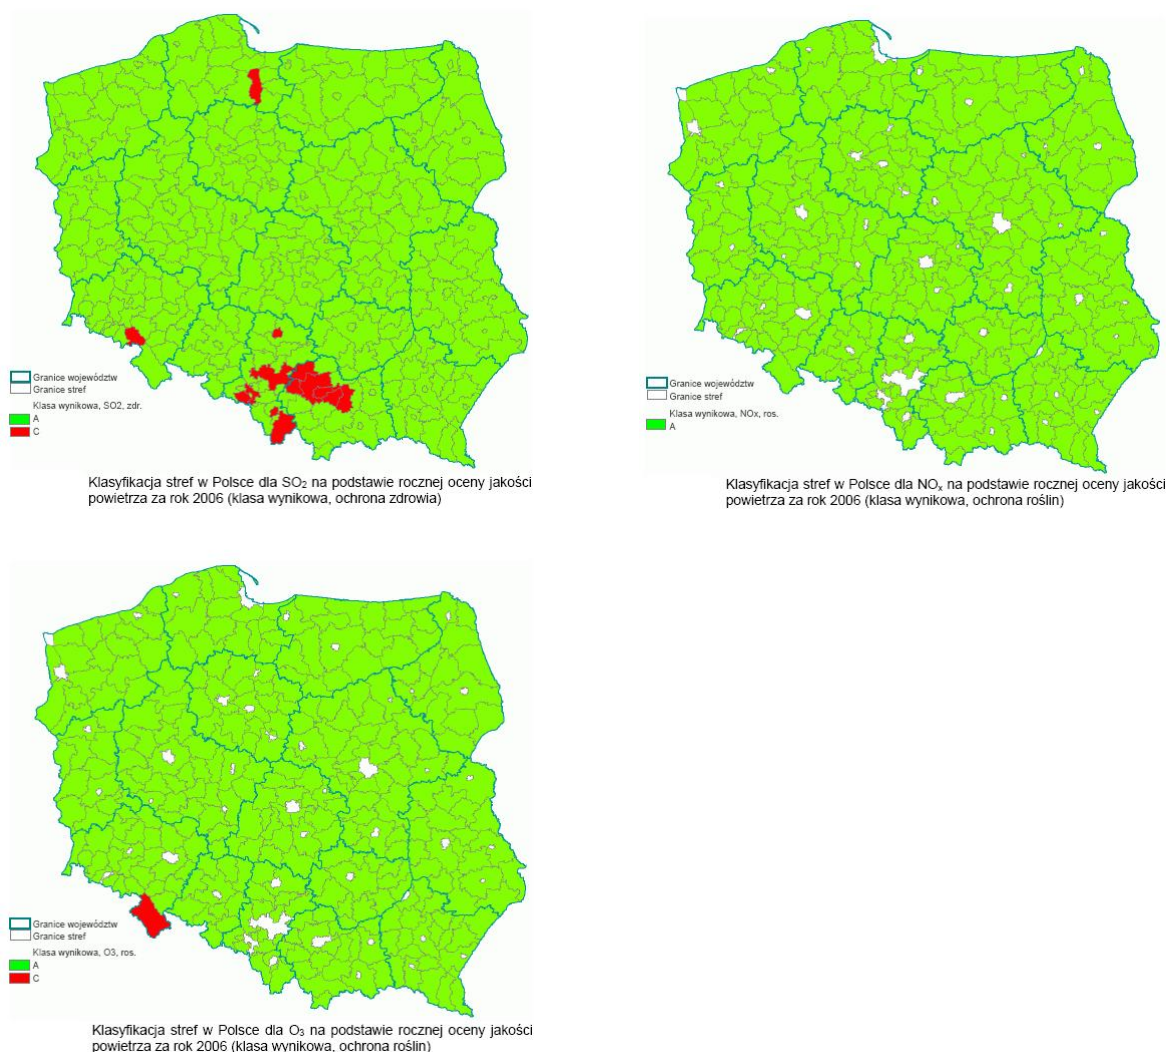 Granice województw
Granice stref
Klasa wynikowa, SO2, zdr.
A
C
Klasyfikacja stref w Polsce dla SO₂ na podstawie rocznej oceny jakości
powietrza za rok 2006 (klasa wynikowa, ochrona zdrowia)
Granice województw
Granice stref
Klasa wynikowa, NOx, ros.
A
Klasyfikacja stref w Polsce dla NOₓ na podstawie rocznej oceny jakości
powietrza za rok 2006 (klasa wynikowa, ochrona roślin)
Granice województw
Granice stref
Klasa wynikowa, O3, ros.
A
C
Klasyfikacja stref w Polsce dla O₃ na podstawie rocznej oceny jakości
powietrza za rok 2006 (klasa wynikowa, ochrona roślin)